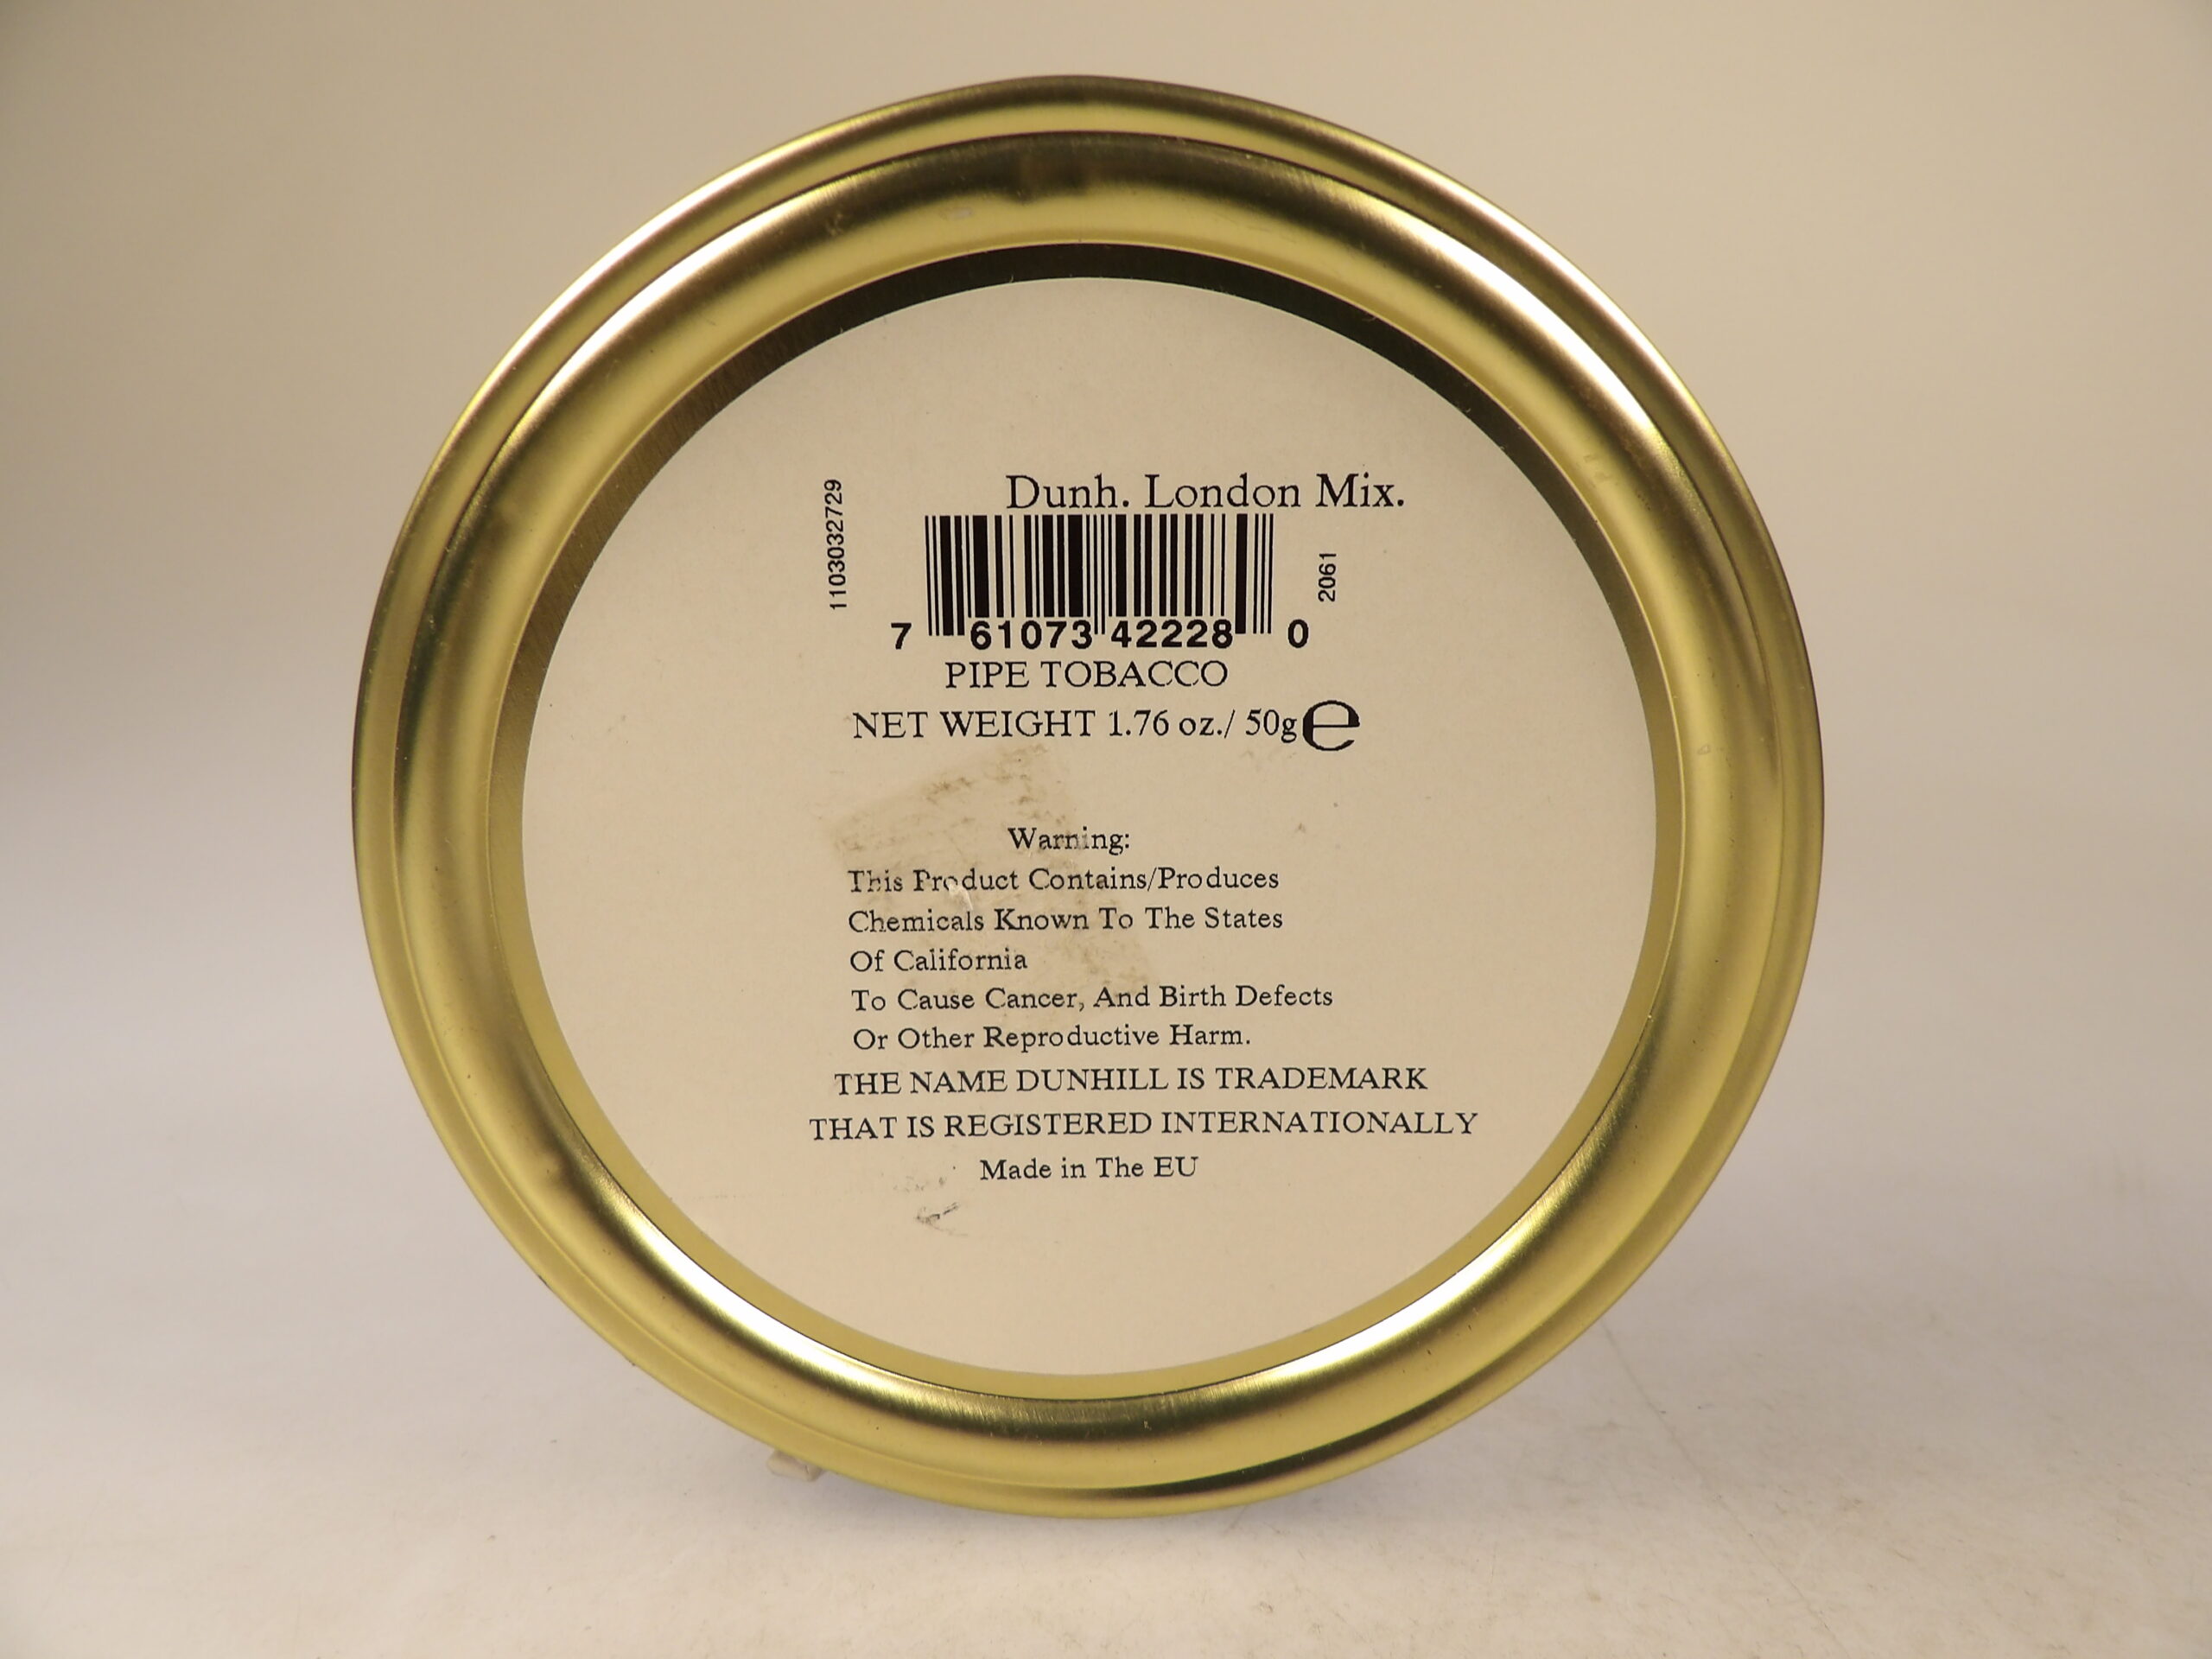 Dunh. London Mix.
1103032729
2061
7 61073 42228 0
PIPE TOBACCO
NET WEIGHT 1.76 oz./ 50g e
Warning:
This Product Contains/Produces
Chemicals Known To The States
Of California
To Cause Cancer, And Birth Defects
Or Other Reproductive Harm.
THE NAME DUNHILL IS TRADEMARK
THAT IS REGISTERED INTERNATIONALLY
Made in The EU